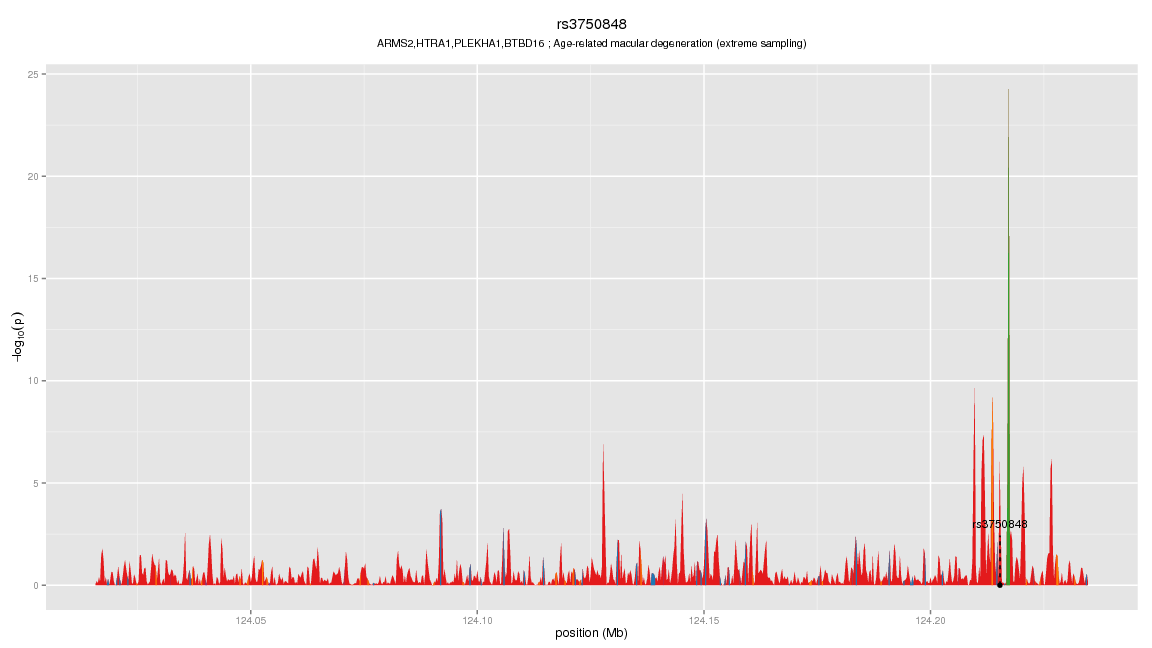 rs3750848
ARMS2,HTRA1,PLEKHA1,BTBD16 ; Age-related macular degeneration (extreme sampling)
25
20
15
10
5
0
−log10(p)
rs3750848
124.05 124.10 124.15 124.20
position (Mb)